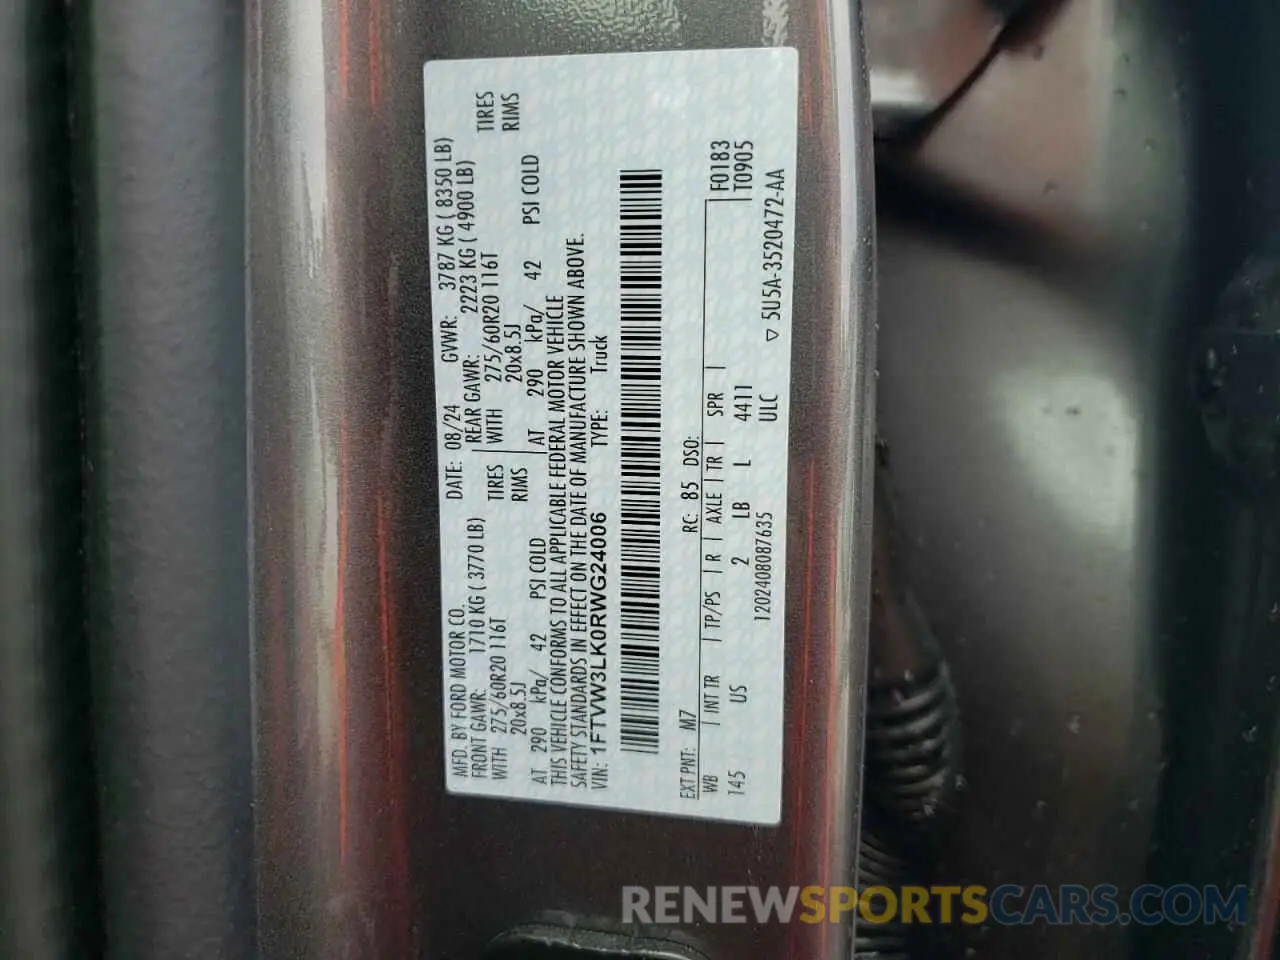 MFD. BY FORD MOTOR CO. DATE: 08/24 GVWR: 3787 KG ( 8350 LB)
FRONT GAWR: 1710 KG ( 3770 LB) REAR GAWR: 2223 KG ( 4900 LB)
WITH 275/60R20 116T TIRES WITH 275/60R20 116T TIRES
20x8.5J RIMS 20x8.5J RIMS
AT 290 kPa/ 42 PSI COLD AT 290 kPa/ 42 PSI COLD
THIS VEHICLE CONFORMS TO ALL APPLICABLE FEDERAL MOTOR VEHICLE
SAFETY STANDARDS IN EFFECT ON THE DATE OF MANUFACTURE SHOWN ABOVE.
VIN: 1FTVW3LK0RWG24006 TYPE: Truck
EXT PNT: M7 RC: 85 DSO:
WB | INT TR | TP/PS | R | AXLE | TR | SPR | F0183
145 US 2 LB L 4411 T0905
1202408087635 ULC ▽ 5U5A-3520472-AA
RENEWSPORTSCARS.COM